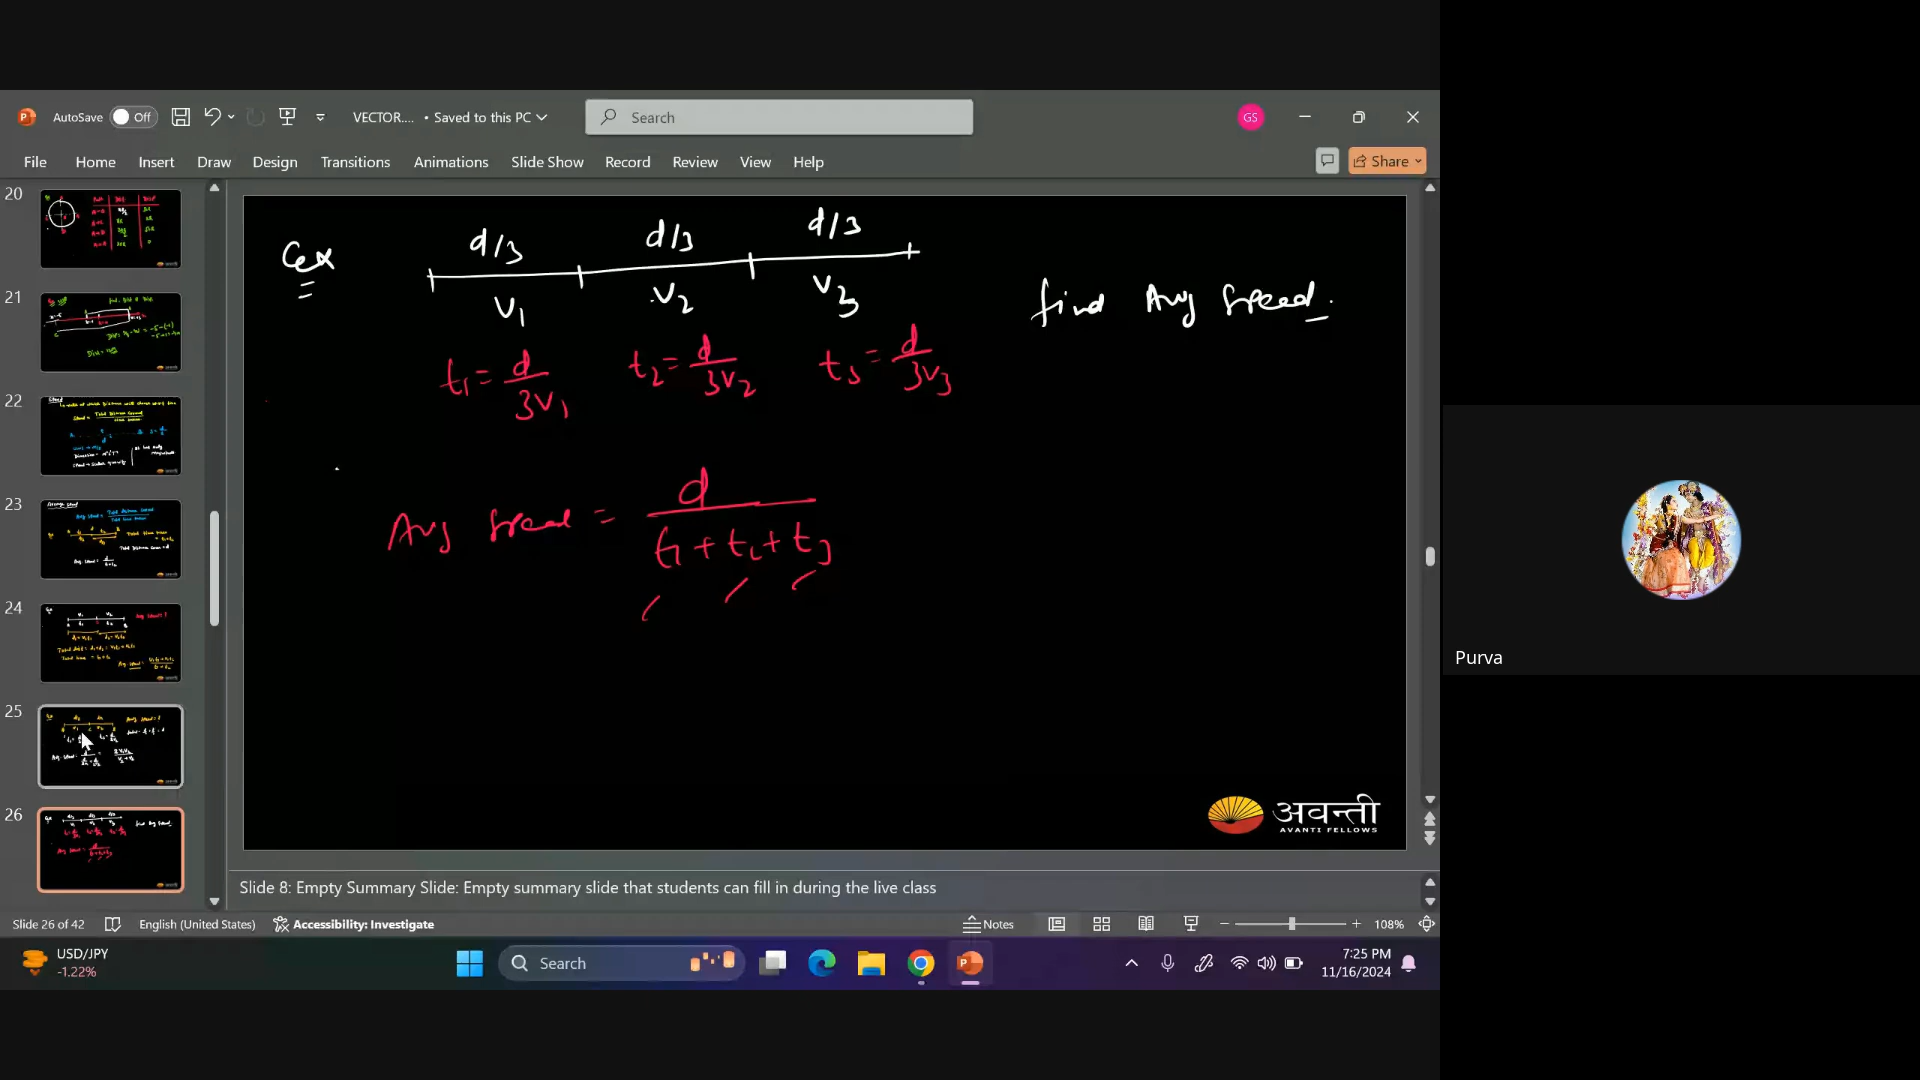 AutoSave Off VECTOR.... • Saved to this PC Search GS
File Home Insert Draw Design Transitions Animations Slide Show Record Review View Help Share
20
21
22
23
24
25
26
Ex
d/3 d/3 d/3
V1 V2 V3
find Avg Speed.
t1 = d/3V1 t2 = d/3V2 t3 = d/3V3
Avg Speed = d/(t1 + t2 + t3)
अवन्ती
AVANTI FELLOWS
Purva
Slide 8: Empty Summary Slide: Empty summary slide that students can fill in during the live class
Slide 26 of 42 English (United States) Accessibility: Investigate Notes 108%
USD/JPY
-1.22%
Search
7:25 PM
11/16/2024